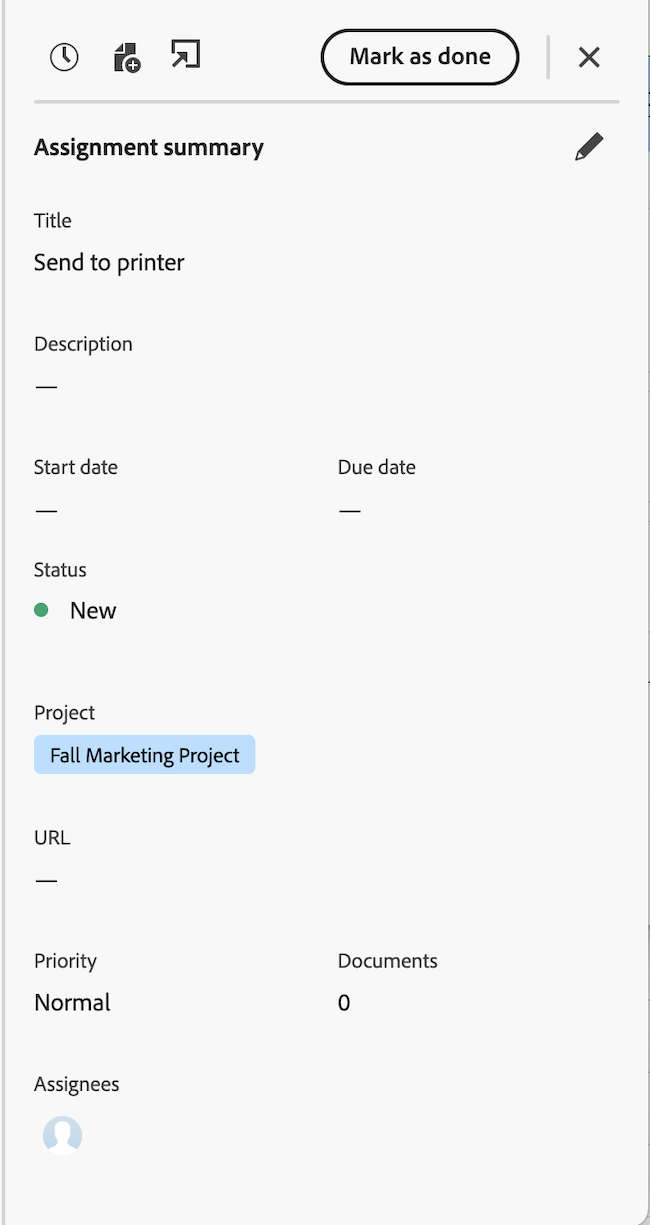 Mark as done
Assignment summary
Title
Send to printer
Description
—
Start date Due date
— —
Status
New
Project
Fall Marketing Project
URL
—
Priority Documents
Normal 0
Assignees